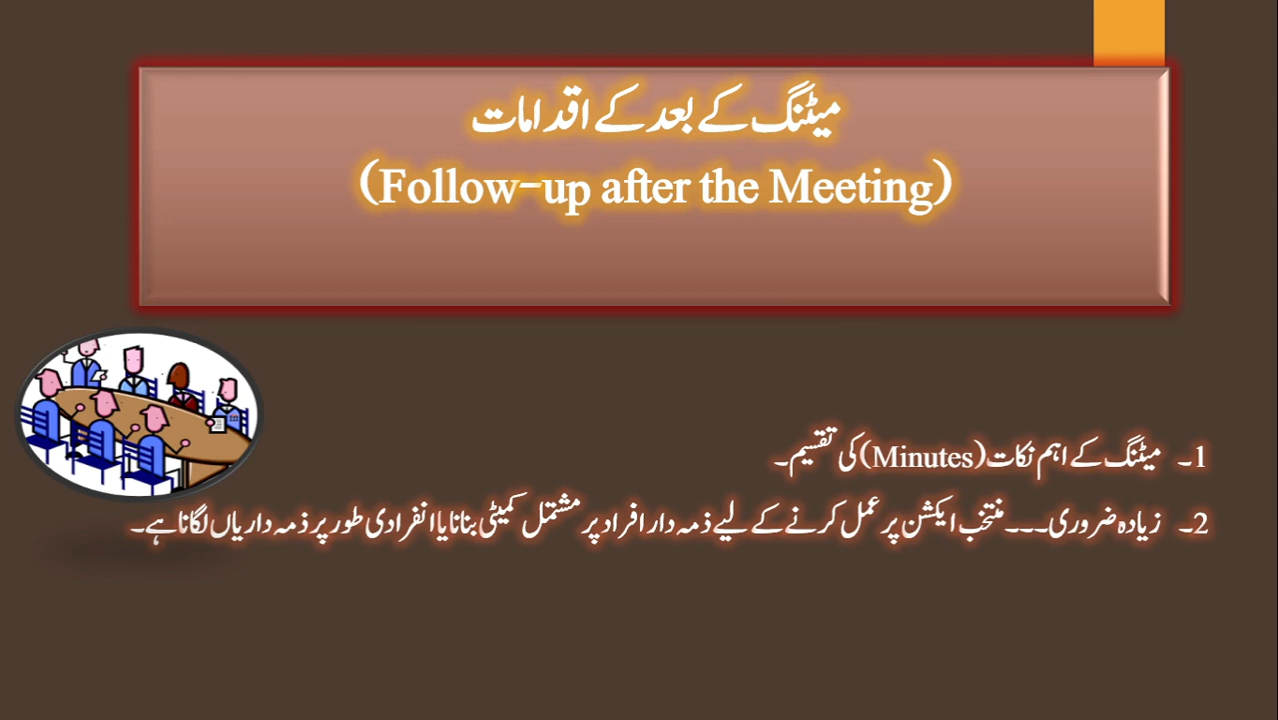 میٹنگ کے بعد کے اقدامات
(Follow-up after the Meeting)
1۔ میٹنگ کے اہم نکات (Minutes) کی تقسیم۔
2۔ زیادہ ضروری۔۔۔ منتخب ایکشن پر عمل کرنے کے لیے ذمہ دار افراد پر مشتمل کمیٹی بنانا یا انفرادی طور پر ذمہ داریاں لگانا ہے۔